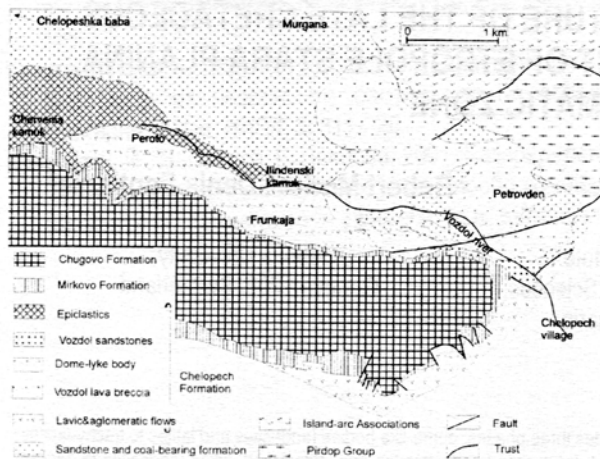 Chelopeshka baba
Murgana
0 1 km
Chervenia
kamuk
Peroto
Ilindenski
kamuk
Petrovden
Frunkaja
Vozdol river
Chelopech
village
Chugovo Formation
Mirkovo Formation
Epiclastics
Vozdol sandstones
Dome-lyke body
Vozdol lava breccia
Lavic&aglomeratic flows
Sandstone and coal-bearing formation
Chelopech
Formation
Island-arc Associations
Pirdop Group
Fault
Trust